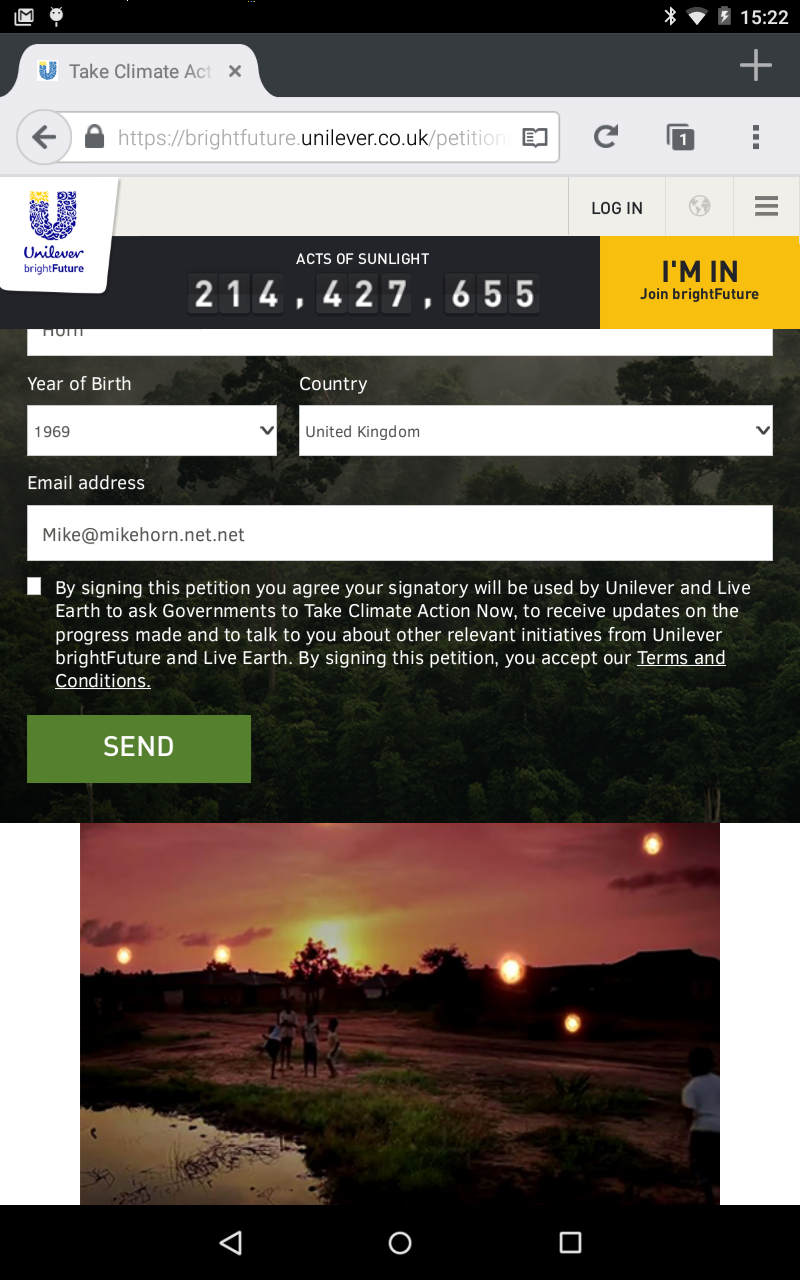 15:22
Take Climate Act
https://brightfuture.unilever.co.uk/petition
1
Unilever
brightFuture
LOG IN
ACTS OF SUNLIGHT
214,427,655
I'M IN
Join brightFuture
Horn
Year of Birth
Country
1969
United Kingdom
Email address
Mike@mikehorn.net.net
By signing this petition you agree your signatory will be used by Unilever and Live
Earth to ask Governments to Take Climate Action Now, to receive updates on the
progress made and to talk to you about other relevant initiatives from Unilever
brightFuture and Live Earth. By signing this petition, you accept our Terms and
Conditions.
SEND